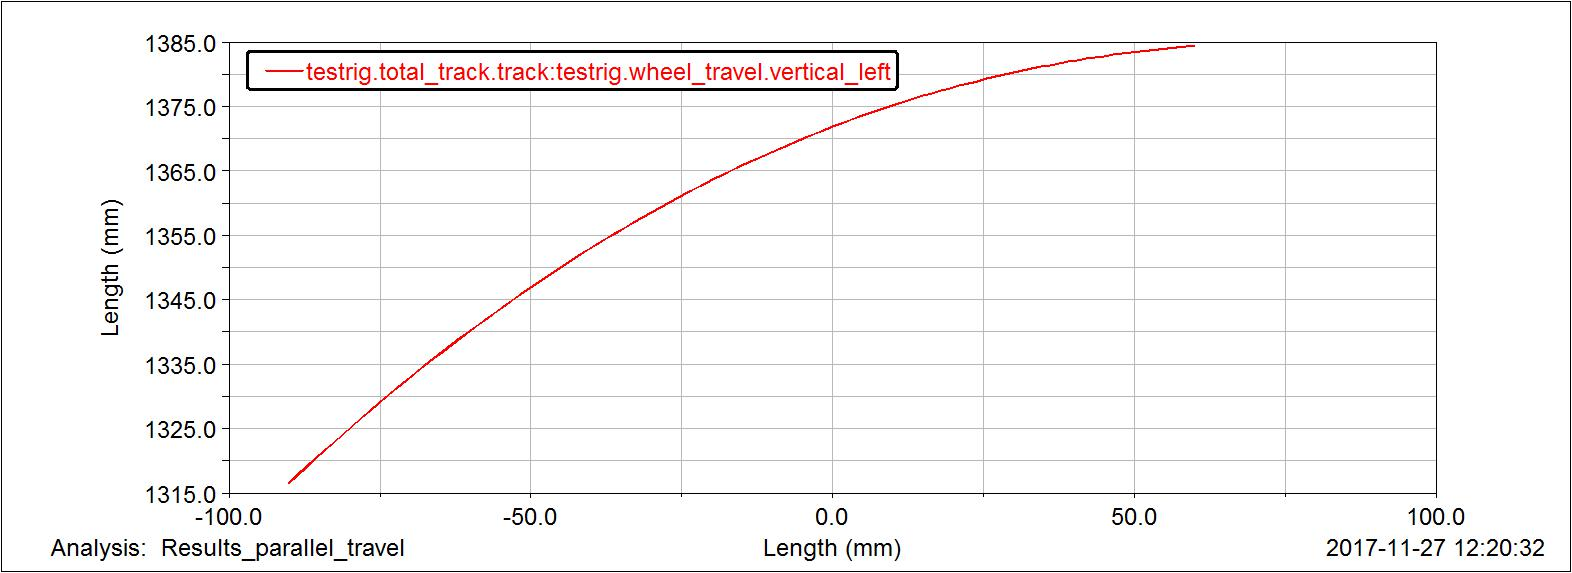 1385.0
testrig.total_track.track:testrig.wheel_travel.vertical_left
1375.0
1365.0
1355.0
Length (mm)
1345.0
1335.0
1325.0
1315.0
-100.0 -50.0 0.0 50.0 100.0
Analysis: Results_parallel_travel Length (mm) 2017-11-27 12:20:32